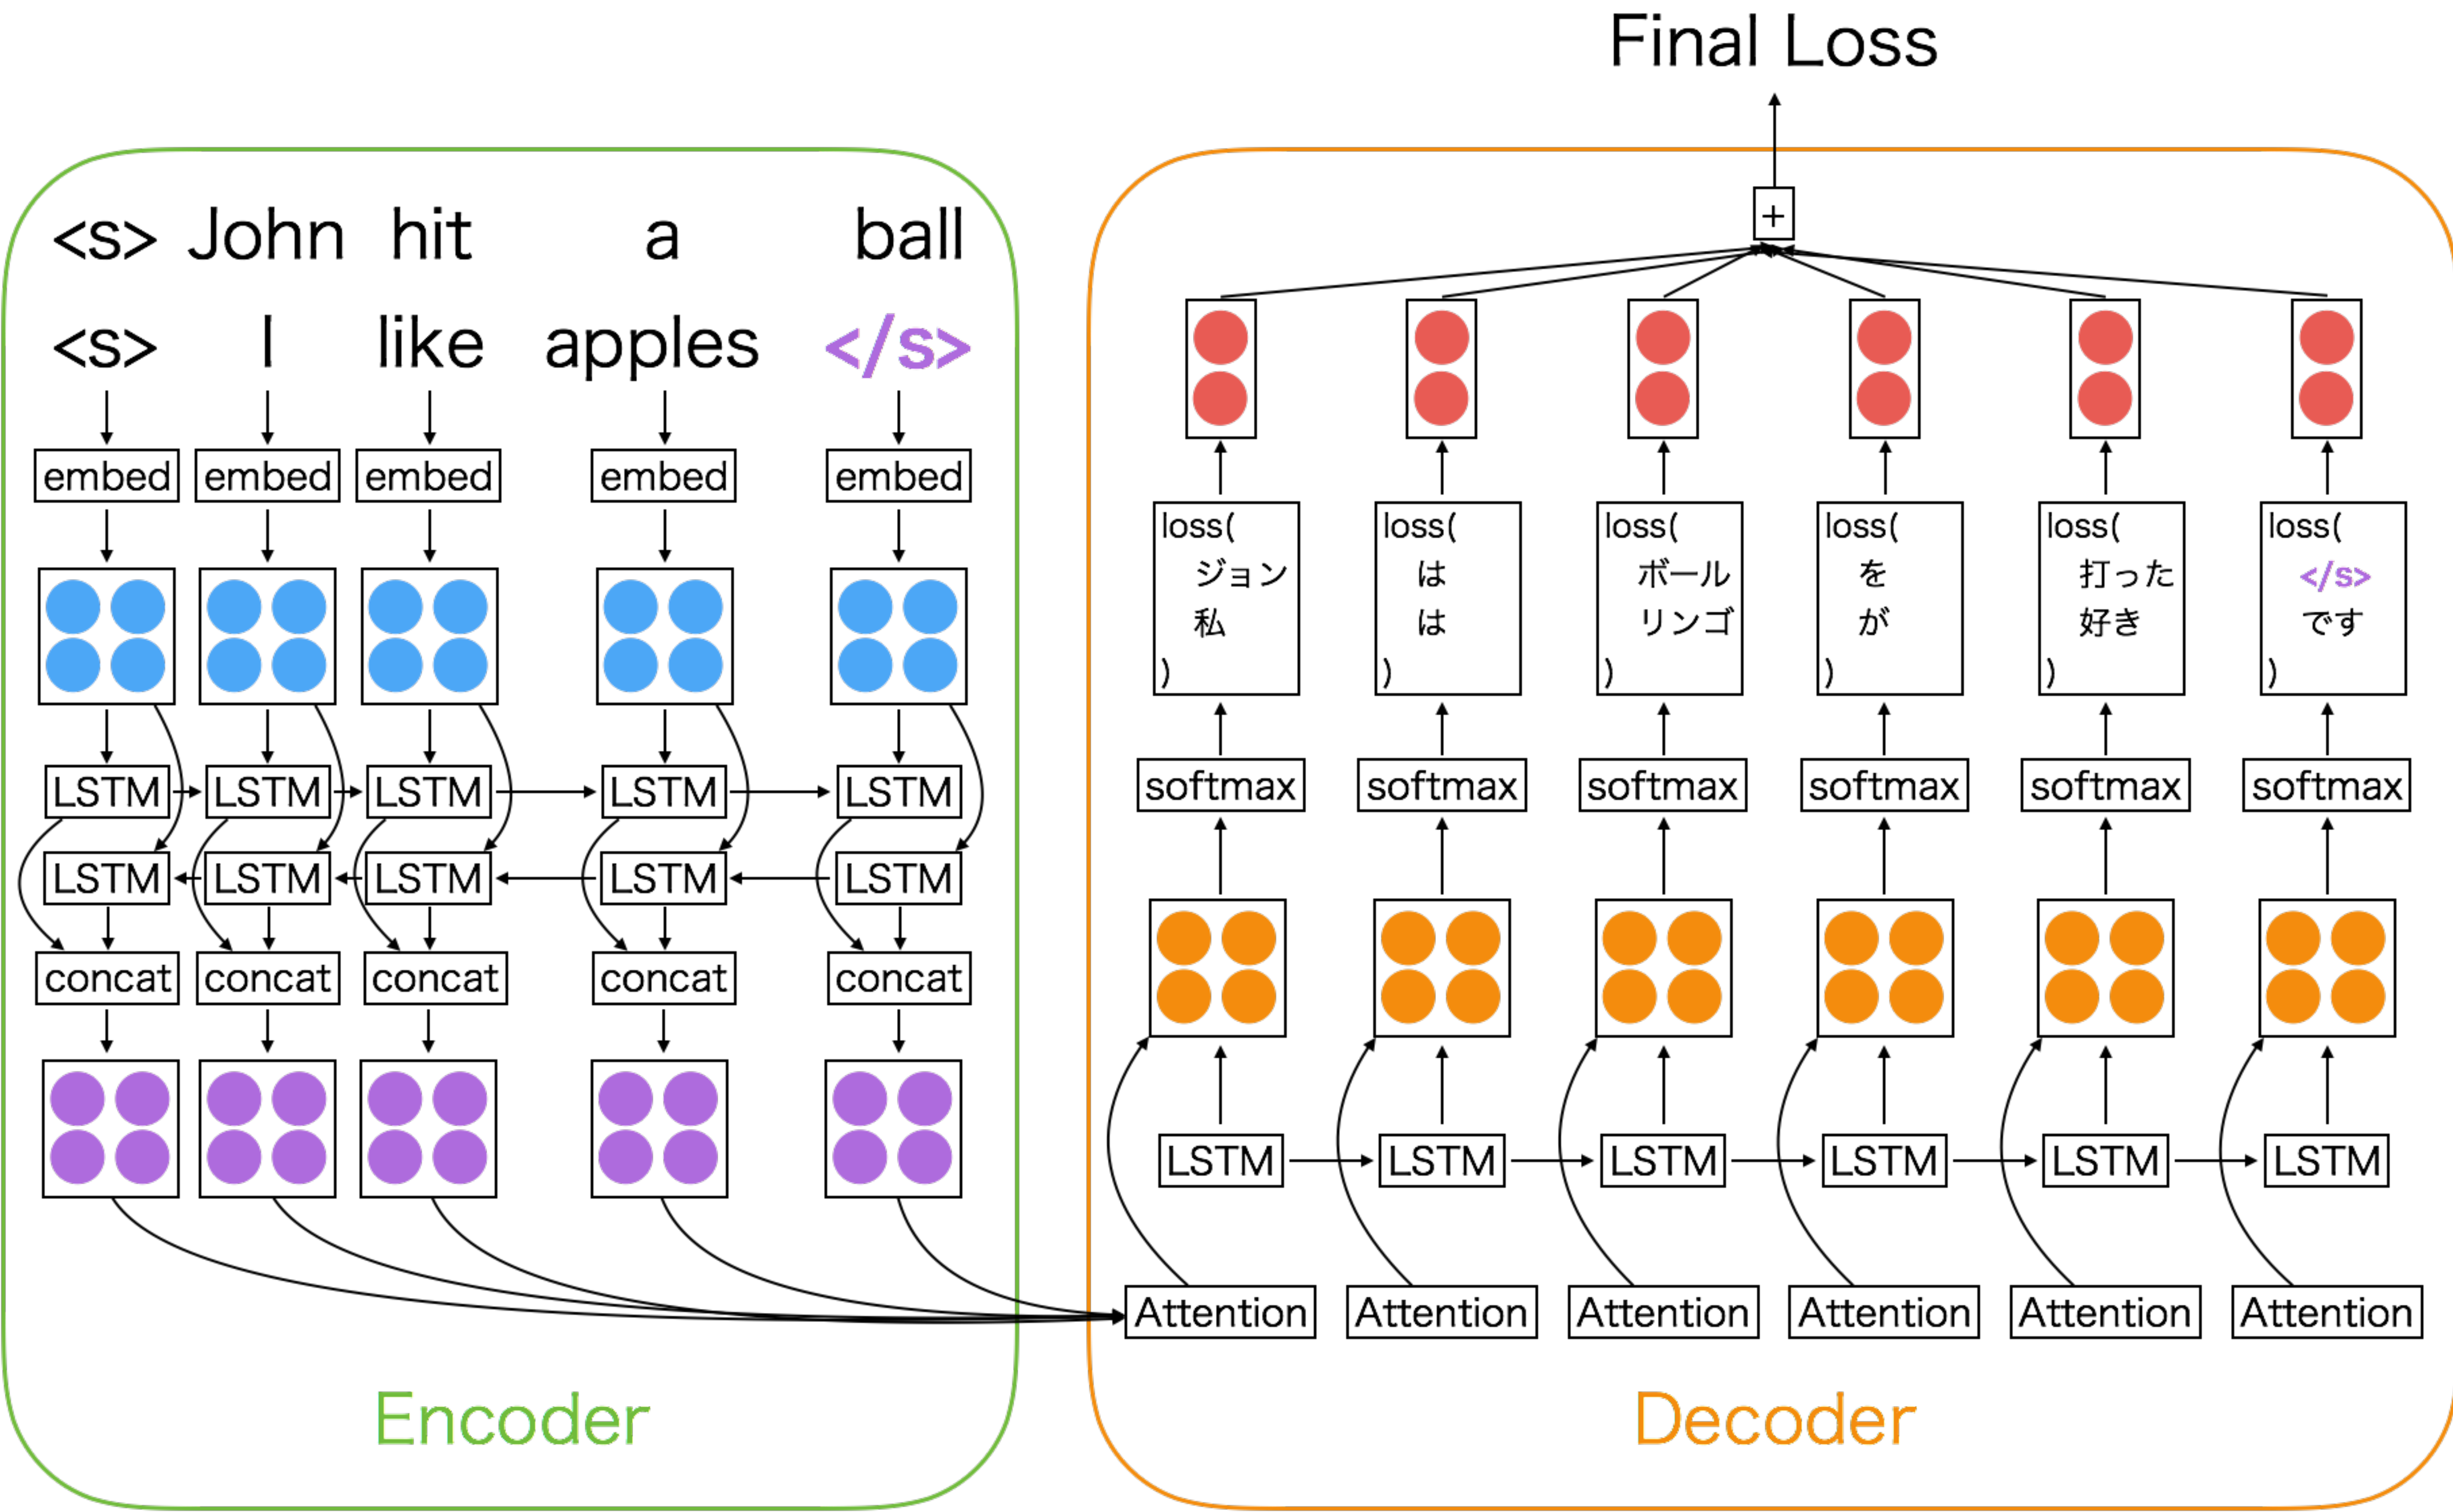 Final Loss
+
<s> John hit a ball
<s> I like apples </s>
embed embed embed embed embed
LSTM LSTM LSTM LSTM LSTM
LSTM LSTM LSTM LSTM LSTM
concat concat concat concat concat
Encoder
loss( loss( loss( loss( loss( loss(
ジョン は ボール を 打った </s>
私 は リンゴ が 好き です
) ) ) ) ) )
softmax softmax softmax softmax softmax softmax
LSTM LSTM LSTM LSTM LSTM LSTM
Attention Attention Attention Attention Attention Attention
Decoder